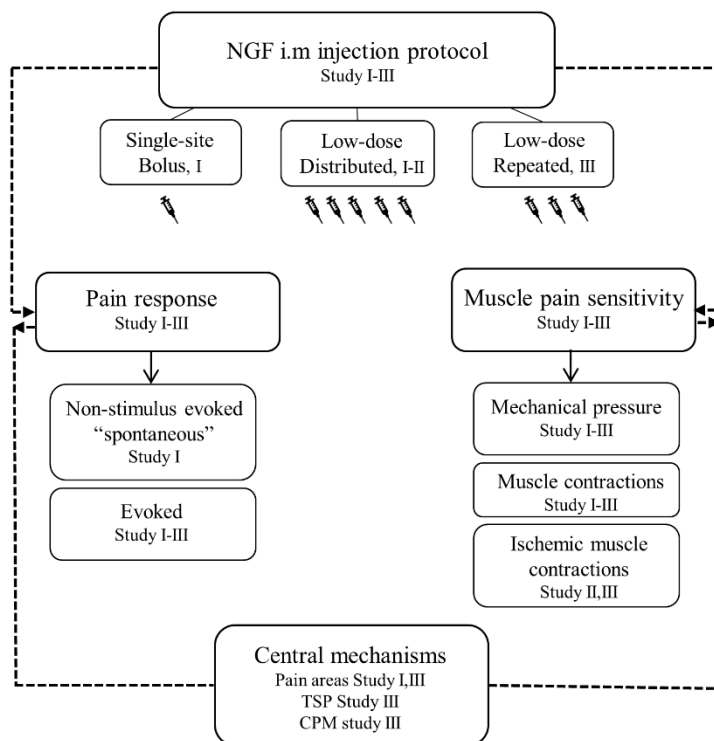 NGF i.m injection protocol
Study I-III
Single-site
Bolus, I
Low-dose
Distributed, I-II
Low-dose
Repeated, III
Pain response
Study I-III
Muscle pain sensitivity
Study I-III
Non-stimulus evoked
“spontaneous”
Study I
Evoked
Study I-III
Mechanical pressure
Study I-III
Muscle contractions
Study I-III
Ischemic muscle
contractions
Study II,III
Central mechanisms
Pain areas Study I,III
TSP Study III
CPM study III